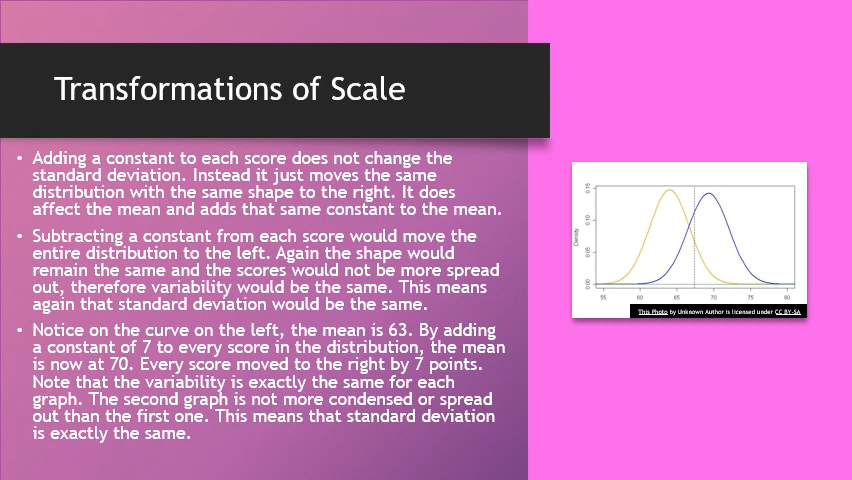 Transformations of Scale
• Adding a constant to each score does not change the
standard deviation. Instead it just moves the same
distribution with the same shape to the right. It does
affect the mean and adds that same constant to the mean.
• Subtracting a constant from each score would move the
entire distribution to the left. Again the shape would
remain the same and the scores would not be more spread
out, therefore variability would be the same. This means
again that standard deviation would be the same.
• Notice on the curve on the left, the mean is 63. By adding
a constant of 7 to every score in the distribution, the mean
is now at 70. Every score moved to the right by 7 points.
Note that the variability is exactly the same for each
graph. The second graph is not more condensed or spread
out than the first one. This means that standard deviation
is exactly the same.
Density
0.15
0.10
0.05
0.00
55 60 65 70 75 80
This Photo by Unknown Author is licensed under CC BY-SA